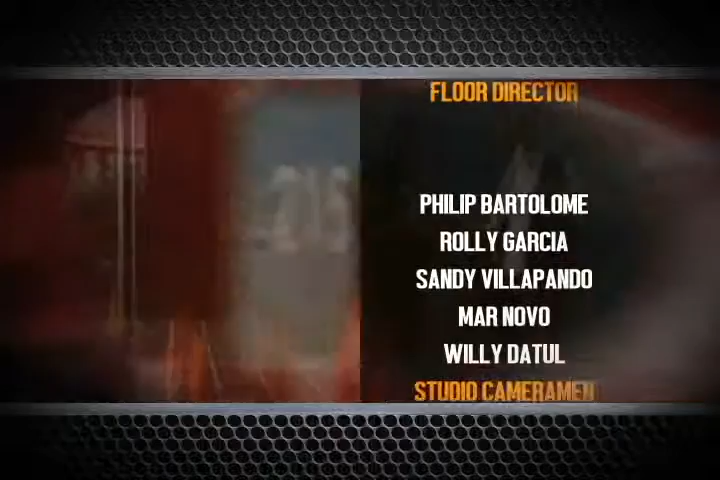 FLOOR DIRECTOR
PHILIP BARTOLOME
ROLLY GARCIA
SANDY VILLAPANDO
MAR NOVO
WILLY DATUL
STUDIO CAMERAMEN